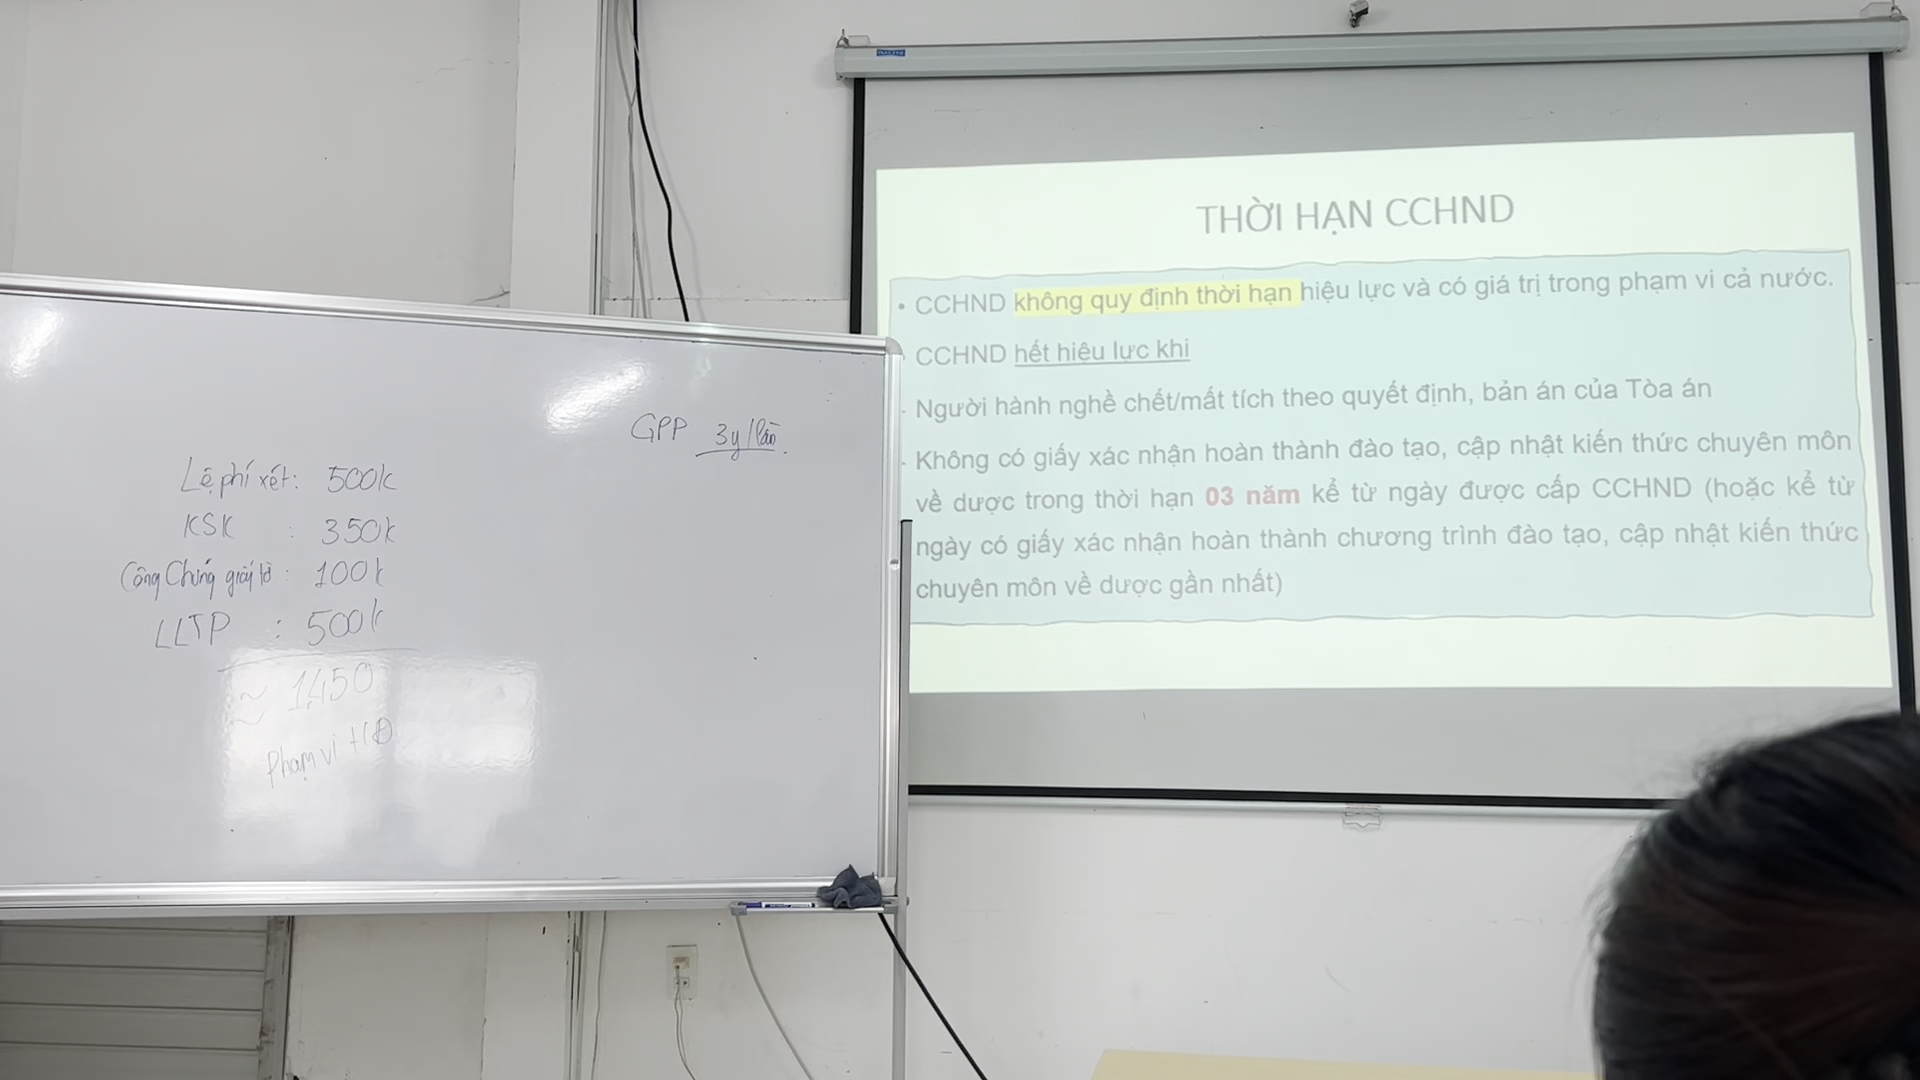 GPP 3y/lần.
Lệ phí xét: 500k
KSK : 350k
Công Chứng giấy tờ : 100k
LLTP : 500k
≈ 1,450
Phạm vi HĐ
THỜI HẠN CCHND
• CCHND không quy định thời hạn hiệu lực và có giá trị trong phạm vi cả nước.
CCHND hết hiệu lực khi
- Người hành nghề chết/mất tích theo quyết định, bản án của Tòa án
- Không có giấy xác nhận hoàn thành đào tạo, cập nhật kiến thức chuyên môn
về dược trong thời hạn 03 năm kể từ ngày được cấp CCHND (hoặc kể từ
ngày có giấy xác nhận hoàn thành chương trình đào tạo, cập nhật kiến thức
chuyên môn về dược gần nhất)